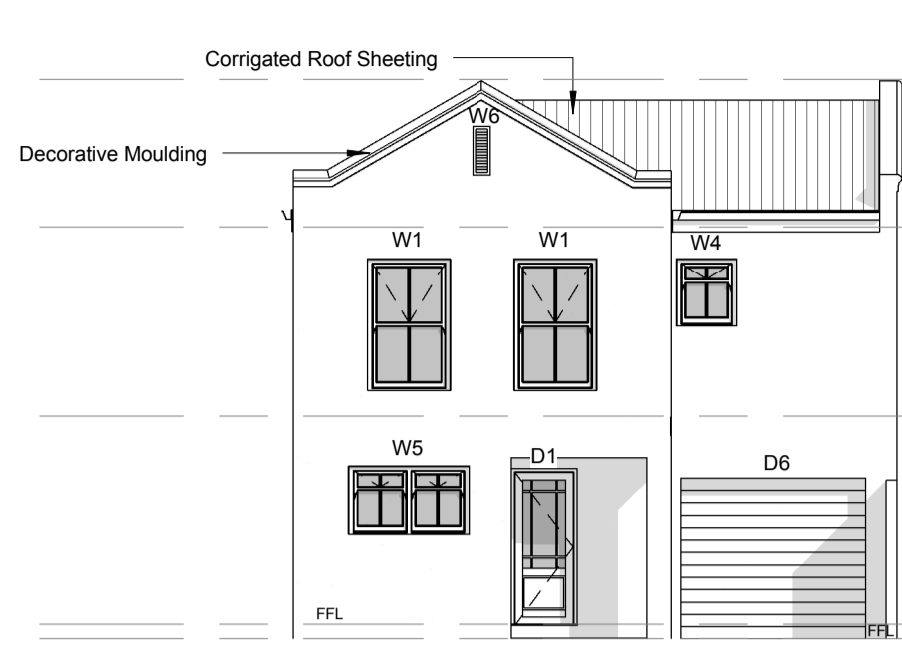 Corrigated Roof Sheeting
W6
Decorative Moulding
W1
W1
W4
W5
D1
D6
FFL
FFL